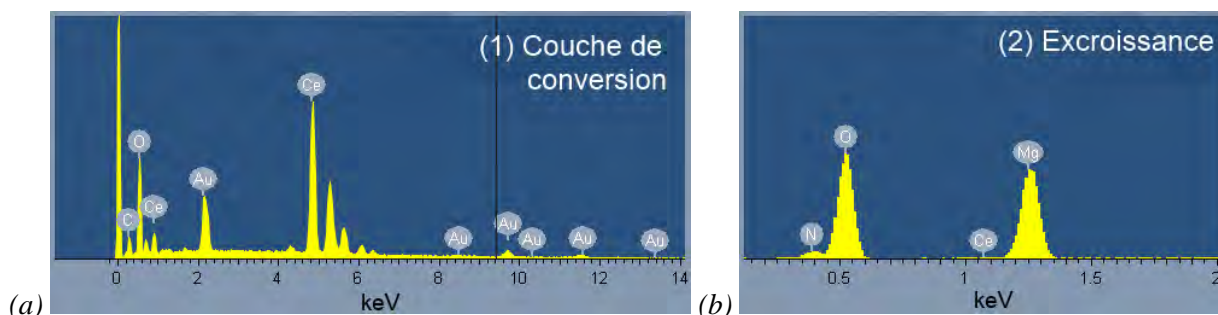 (1) Couche de
conversion
Ce
O
Au
C
Ce
Au
Au
Au
Au
Au
0
2
4
6
8
10
12
14
keV
(a)
(2) Excroissance
O
Mg
N
Ce
0.5
1
1.5
2
keV
(b)